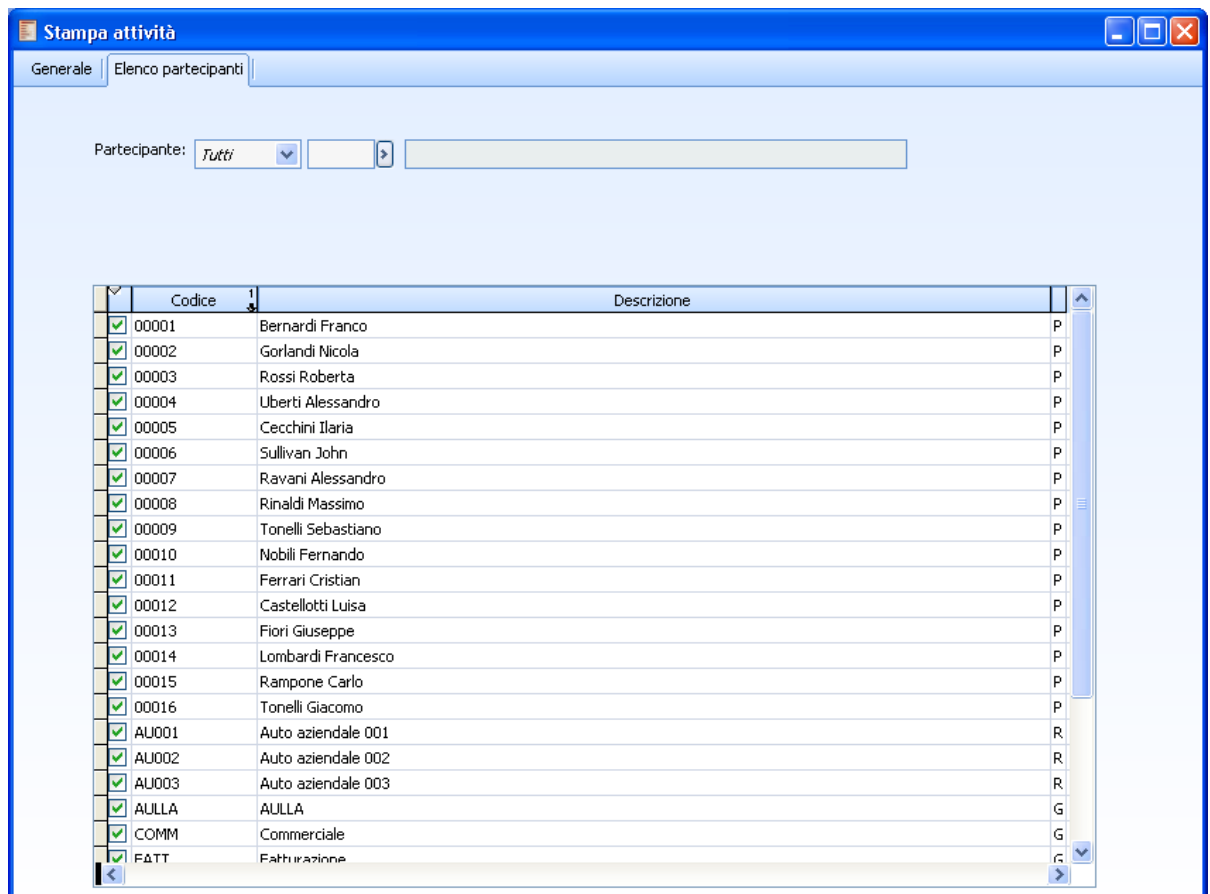 Stampa attività
Generale Elenco partecipanti
Partecipante: Tutti
Codice 1 Descrizione
00001 Bernardi Franco P
00002 Gorlandi Nicola P
00003 Rossi Roberta P
00004 Uberti Alessandro P
00005 Cecchini Ilaria P
00006 Sullivan John P
00007 Ravani Alessandro P
00008 Rinaldi Massimo P
00009 Tonelli Sebastiano P
00010 Nobili Fernando P
00011 Ferrari Cristian P
00012 Castellotti Luisa P
00013 Fiori Giuseppe P
00014 Lombardi Francesco P
00015 Rampone Carlo P
00016 Tonelli Giacomo P
AU001 Auto aziendale 001 R
AU002 Auto aziendale 002 R
AU003 Auto aziendale 003 R
AULLA AULLA G
COMM Commerciale G
FATT Fatturazione G